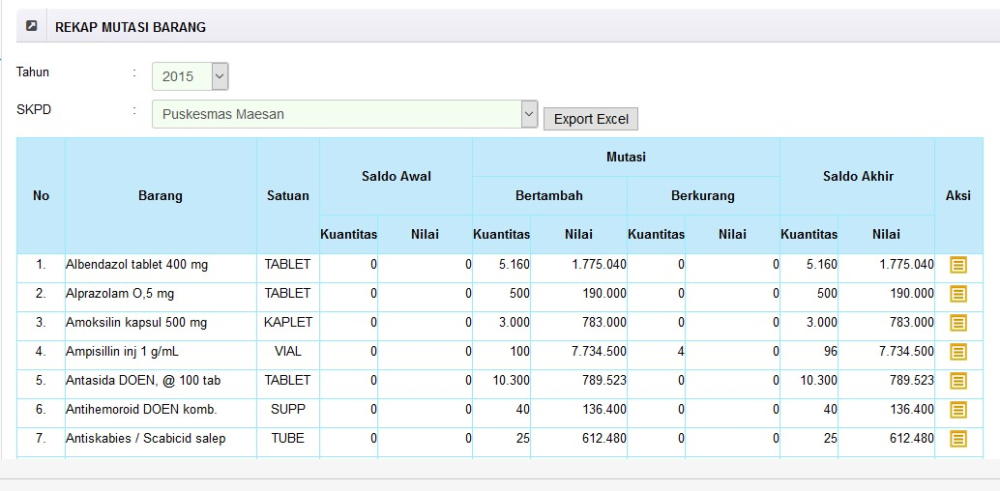 REKAP MUTASI BARANG
Tahun : 2015
SKPD : Puskesmas Maesan Export Excel
No Barang Satuan Saldo Awal Mutasi Saldo Akhir Aksi
Bertambah Berkurang
Kuantitas Nilai Kuantitas Nilai Kuantitas Nilai Kuantitas Nilai
1. Albendazol tablet 400 mg TABLET 0 0 5.160 1.775.040 0 0 5.160 1.775.040
2. Alprazolam O,5 mg TABLET 0 0 500 190.000 0 0 500 190.000
3. Amoksilin kapsul 500 mg KAPLET 0 0 3.000 783.000 0 0 3.000 783.000
4. Ampisillin inj 1 g/mL VIAL 0 0 100 7.734.500 4 0 96 7.734.500
5. Antasida DOEN, @ 100 tab TABLET 0 0 10.300 789.523 0 0 10.300 789.523
6. Antihemoroid DOEN komb. SUPP 0 0 40 136.400 0 0 40 136.400
7. Antiskabies / Scabicid salep TUBE 0 0 25 612.480 0 0 25 612.480